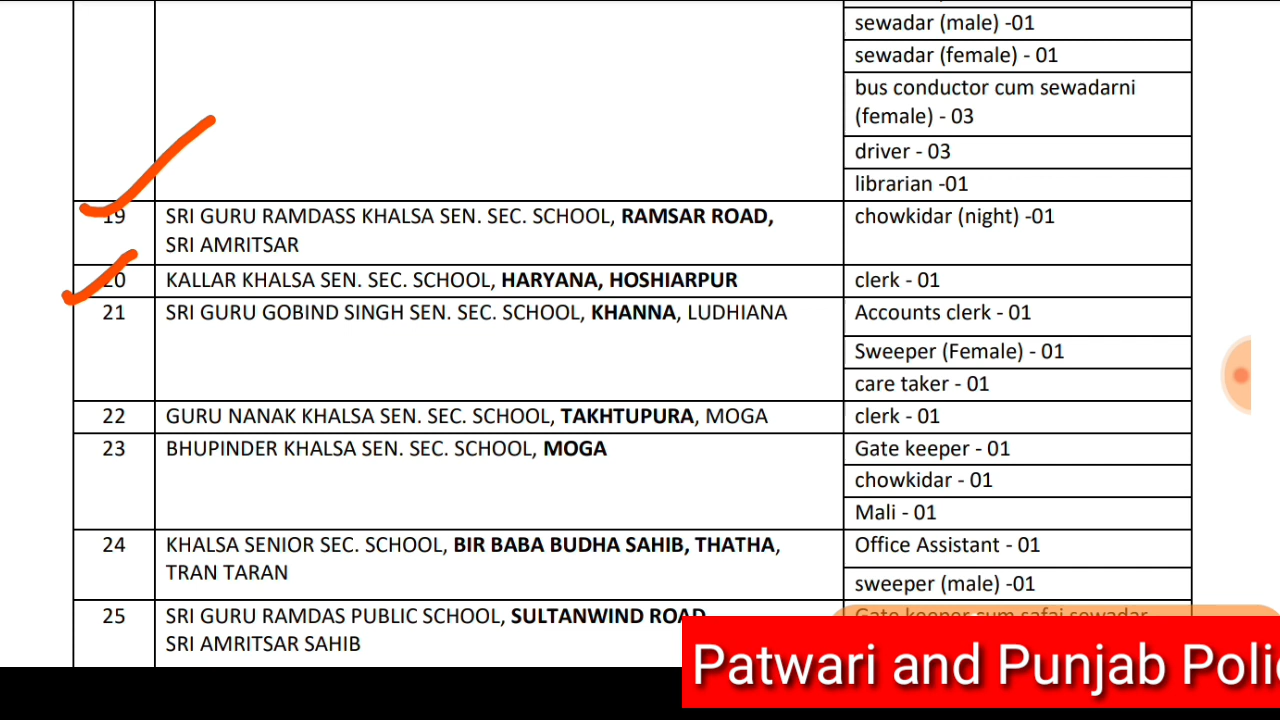 sewadar (male) -01
sewadar (female) - 01
bus conductor cum sewadarni
(female) - 03
driver - 03
librarian -01
19 SRI GURU RAMDASS KHALSA SEN. SEC. SCHOOL, RAMSAR ROAD, chowkidar (night) -01
SRI AMRITSAR
20 KALLAR KHALSA SEN. SEC. SCHOOL, HARYANA, HOSHIARPUR clerk - 01
21 SRI GURU GOBIND SINGH SEN. SEC. SCHOOL, KHANNA, LUDHIANA Accounts clerk - 01
Sweeper (Female) - 01
care taker - 01
22 GURU NANAK KHALSA SEN. SEC. SCHOOL, TAKHTUPURA, MOGA clerk - 01
23 BHUPINDER KHALSA SEN. SEC. SCHOOL, MOGA Gate keeper - 01
chowkidar - 01
Mali - 01
24 KHALSA SENIOR SEC. SCHOOL, BIR BABA BUDHA SAHIB, THATHA, Office Assistant - 01
TRAN TARAN
sweeper (male) -01
25 SRI GURU RAMDAS PUBLIC SCHOOL, SULTANWIND ROAD Gate keeper cum safai sewadar
SRI AMRITSAR SAHIB
Patwari and Punjab Polic